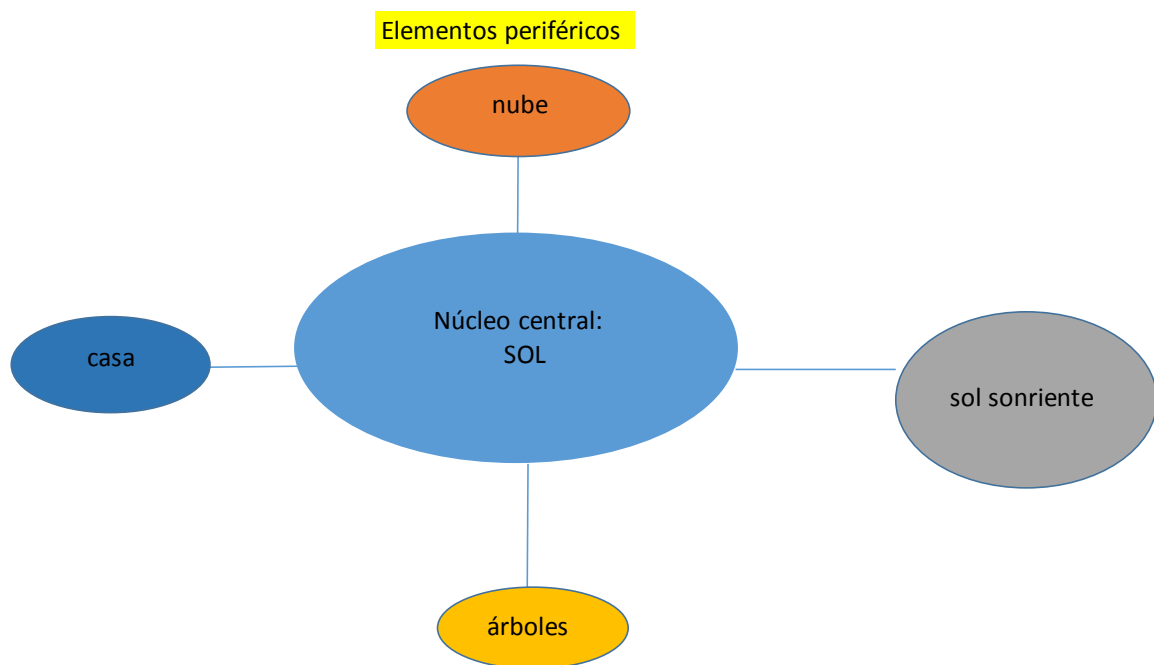 Elementos periféricos
nube
Núcleo central:
SOL
casa
sol sonriente
árboles